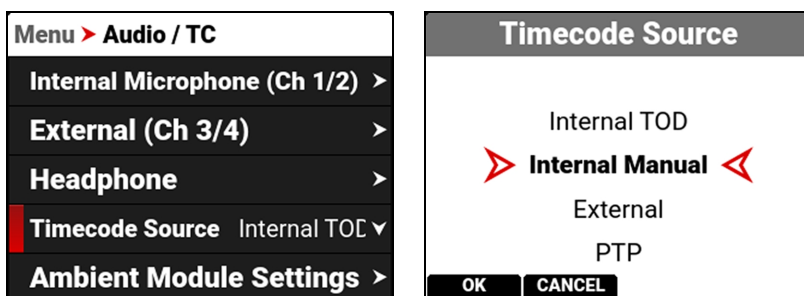 Menu > Audio / TC
Internal Microphone (Ch 1/2) >
External (Ch 3/4) >
Headphone >
Timecode Source Internal TOD
Ambient Module Settings >
Timecode Source
Internal TOD
Internal Manual
External
PTP
OK CANCEL